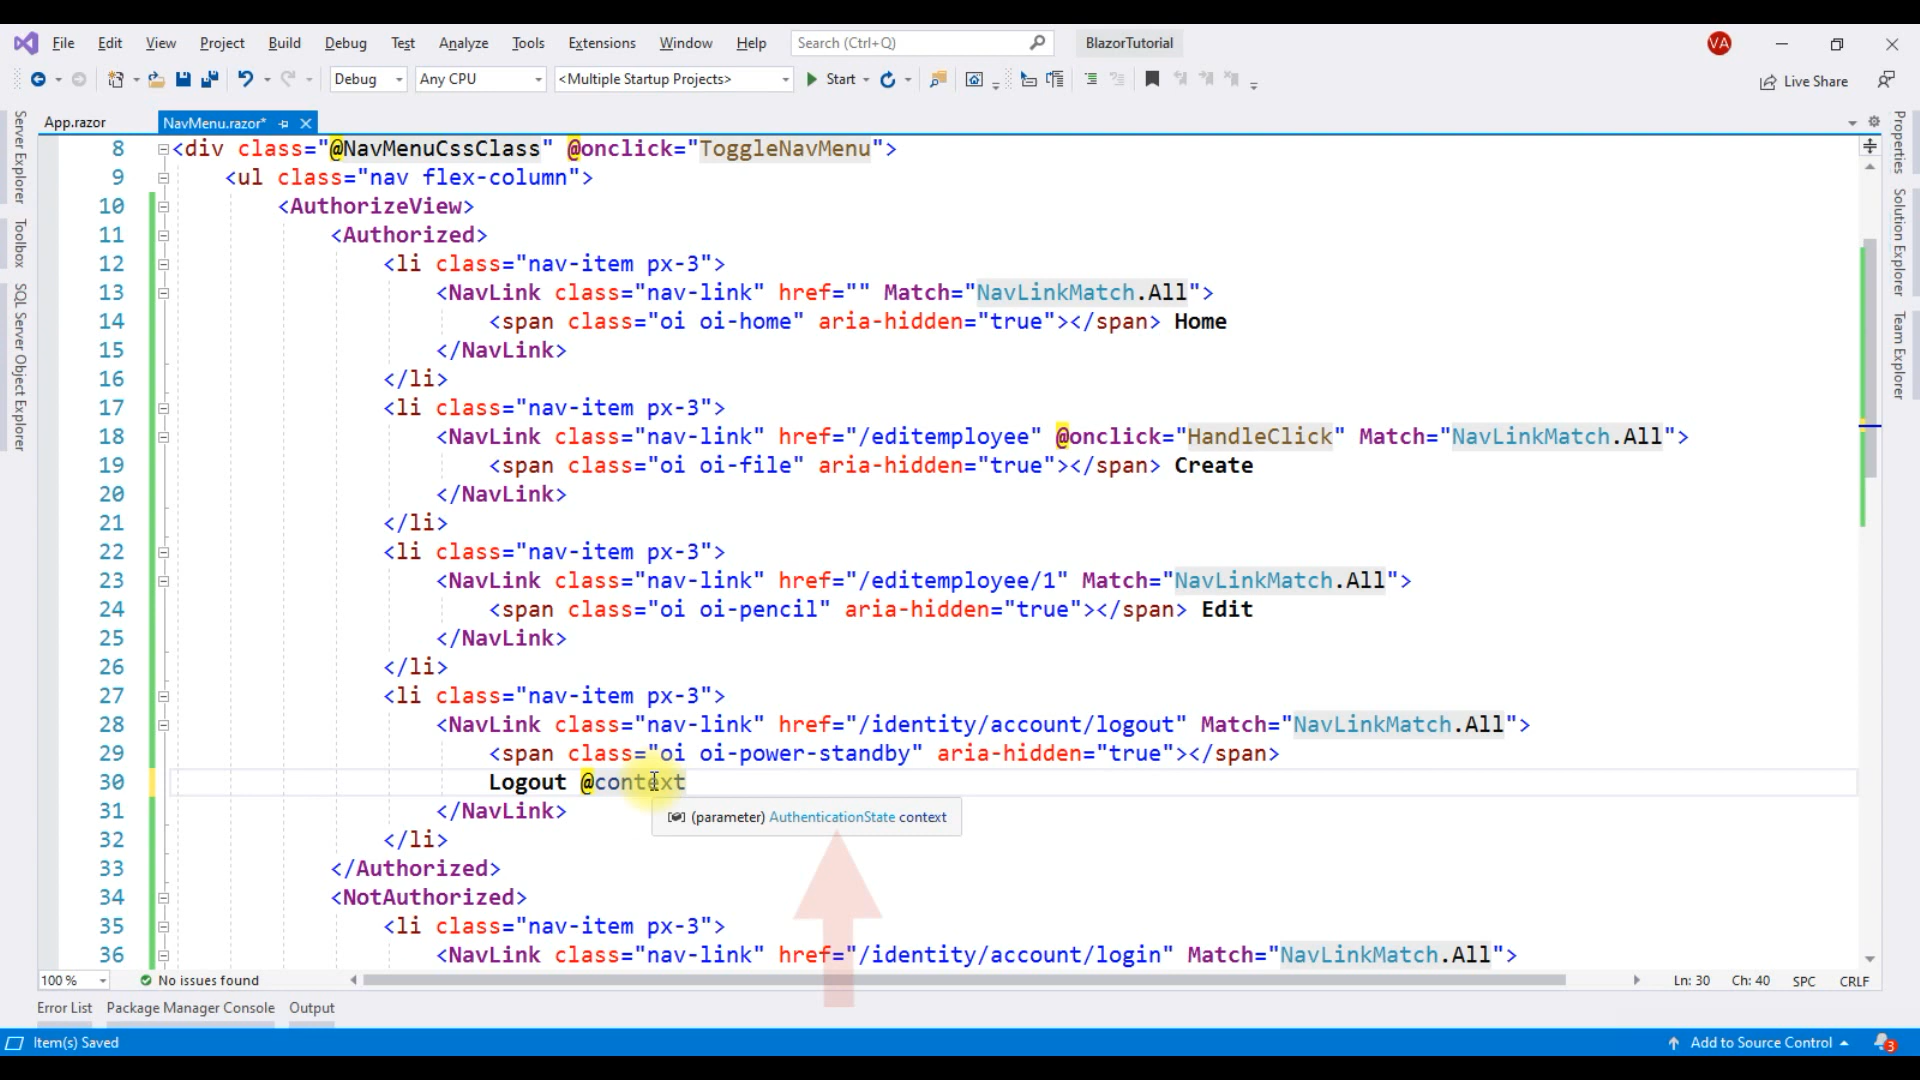 File Edit View Project Build Debug Test Analyze Tools Extensions Window Help Search (Ctrl+Q) BlazorTutorial VA
Debug Any CPU <Multiple Startup Projects> Start Live Share
App.razor NavMenu.razor*
Server Explorer
Toolbox
SQL Server Object Explorer
8 <div class="@NavMenuCssClass" @onclick="ToggleNavMenu">
9 <ul class="nav flex-column">
10 <AuthorizeView>
11 <Authorized>
12 <li class="nav-item px-3">
13 <NavLink class="nav-link" href="" Match="NavLinkMatch.All">
14 <span class="oi oi-home" aria-hidden="true"></span> Home
15 </NavLink>
16 </li>
17 <li class="nav-item px-3">
18 <NavLink class="nav-link" href="/editemployee" @onclick="HandleClick" Match="NavLinkMatch.All">
19 <span class="oi oi-file" aria-hidden="true"></span> Create
20 </NavLink>
21 </li>
22 <li class="nav-item px-3">
23 <NavLink class="nav-link" href="/editemployee/1" Match="NavLinkMatch.All">
24 <span class="oi oi-pencil" aria-hidden="true"></span> Edit
25 </NavLink>
26 </li>
27 <li class="nav-item px-3">
28 <NavLink class="nav-link" href="/identity/account/logout" Match="NavLinkMatch.All">
29 <span class="oi oi-power-standby" aria-hidden="true"></span>
30 Logout @context
31 </NavLink>
(parameter) AuthenticationState context
32 </li>
33 </Authorized>
34 <NotAuthorized>
35 <li class="nav-item px-3">
36 <NavLink class="nav-link" href="/identity/account/login" Match="NavLinkMatch.All">
Properties
Solution Explorer
Team Explorer
100 % No issues found Ln: 30 Ch: 40 SPC CRLF
Error List Package Manager Console Output
Item(s) Saved Add to Source Control 3